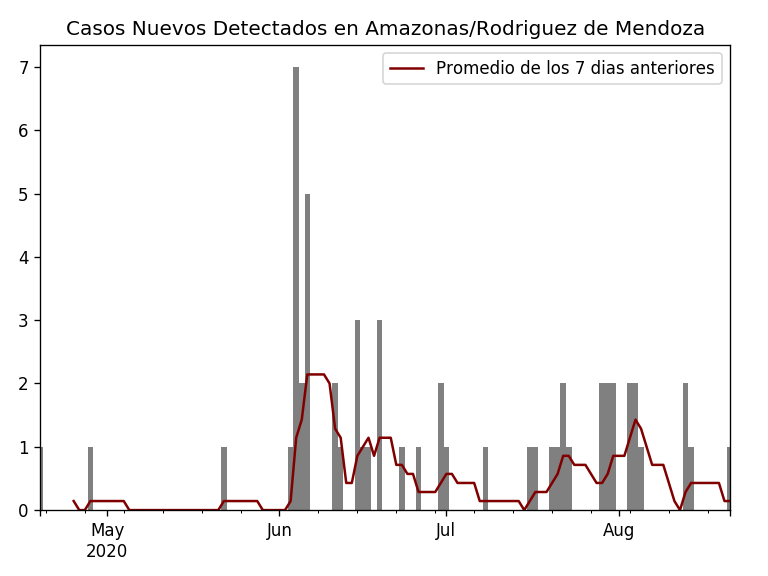 Casos Nuevos Detectados en Amazonas/Rodriguez de Mendoza
Promedio de los 7 dias anteriores
7
6
5
4
3
2
1
0
May
Jun
Jul
Aug
2020